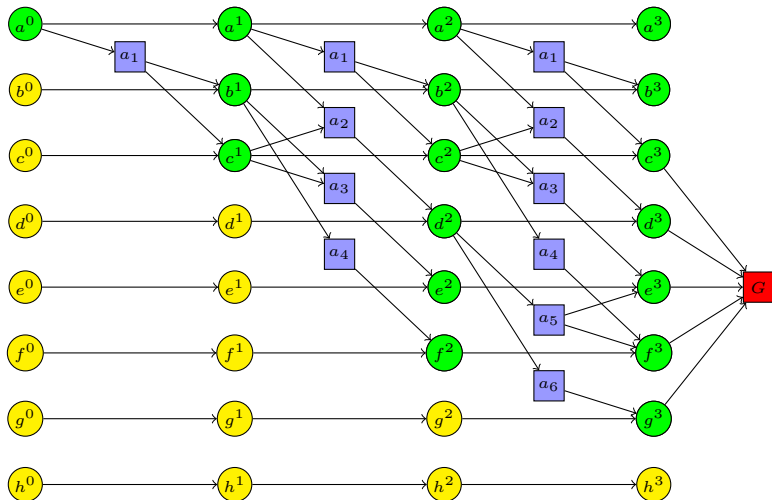 a⁰ a¹ a² a³
a₁ a₁ a₁
b⁰ b¹ b² b³
a₂ a₂
c⁰ c¹ c² c³
a₃ a₃
d⁰ d¹ d² d³
a₄ a₄
e⁰ e¹ e² e³ G
a₅
f⁰ f¹ f² f³
a₆
g⁰ g¹ g² g³
h⁰ h¹ h² h³